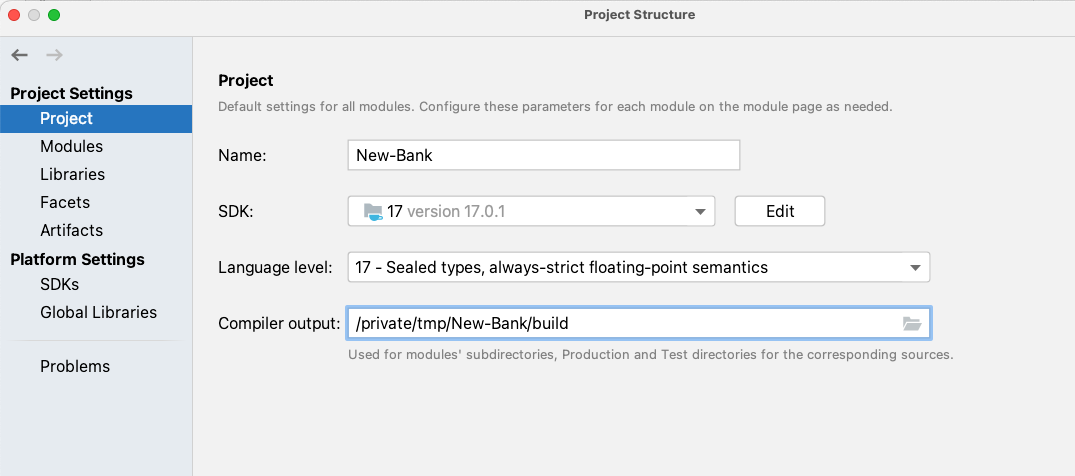 Project Structure
Project Settings
Project
Modules
Libraries
Facets
Artifacts
Platform Settings
SDKs
Global Libraries
Problems
Project
Default settings for all modules. Configure these parameters for each module on the module page as needed.
Name: New-Bank
SDK: 17 version 17.0.1 Edit
Language level: 17 - Sealed types, always-strict floating-point semantics
Compiler output: /private/tmp/New-Bank/build
Used for modules' subdirectories, Production and Test directories for the corresponding sources.